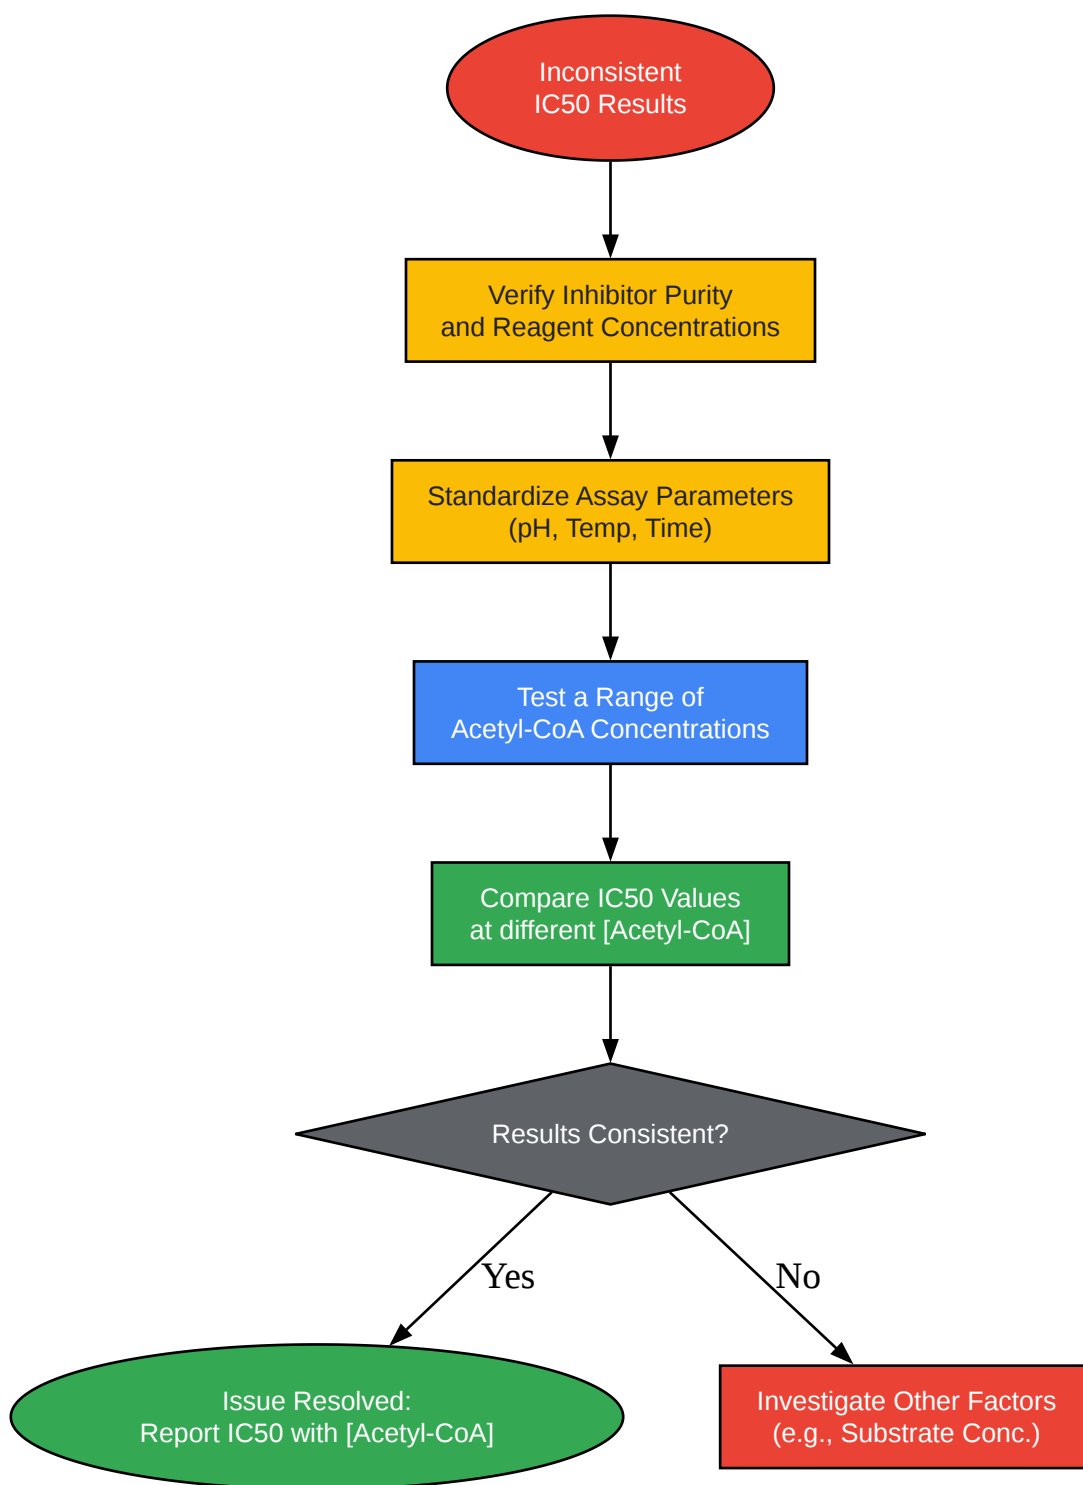 Inconsistent
IC50 Results
Verify Inhibitor Purity
and Reagent Concentrations
Standardize Assay Parameters
(pH, Temp, Time)
Test a Range of
Acetyl-CoA Concentrations
Compare IC50 Values
at different [Acetyl-CoA]
Results Consistent?
Yes
No
Issue Resolved:
Report IC50 with [Acetyl-CoA]
Investigate Other Factors
(e.g., Substrate Conc.)